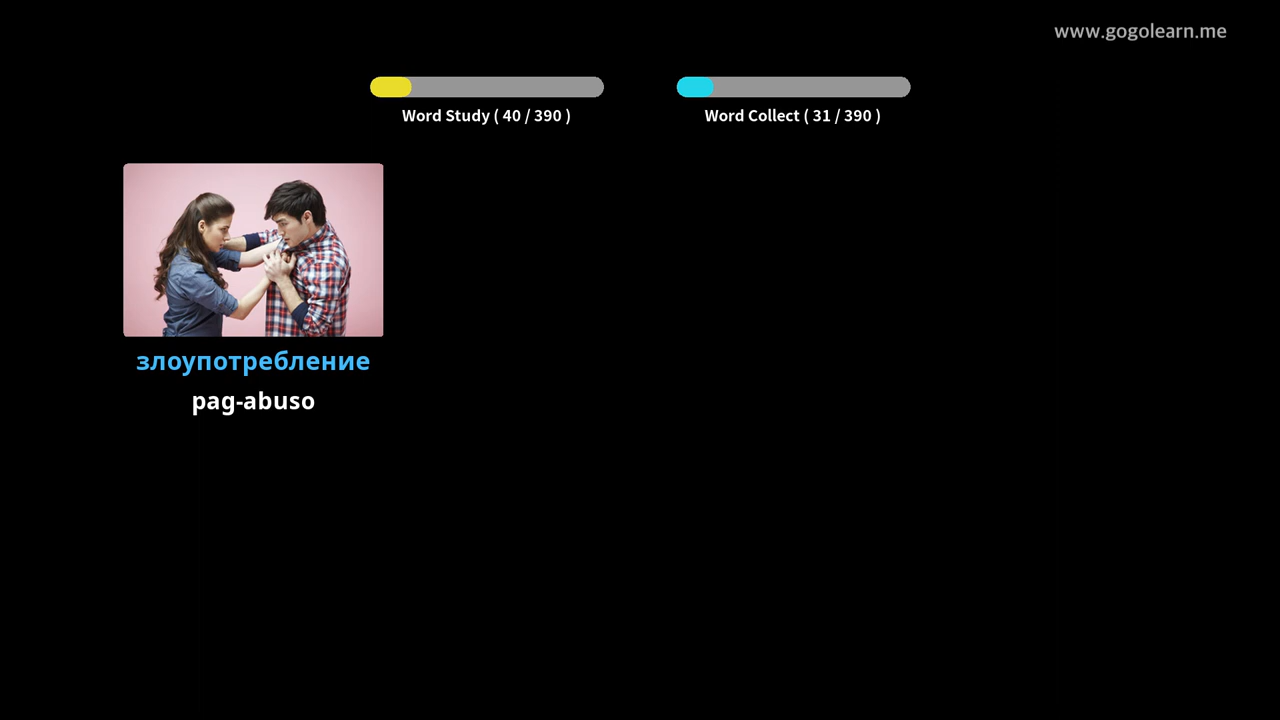 www.gogolearn.me
Word Study ( 40 / 390 )
Word Collect ( 31 / 390 )
злоупотребление
pag-abuso